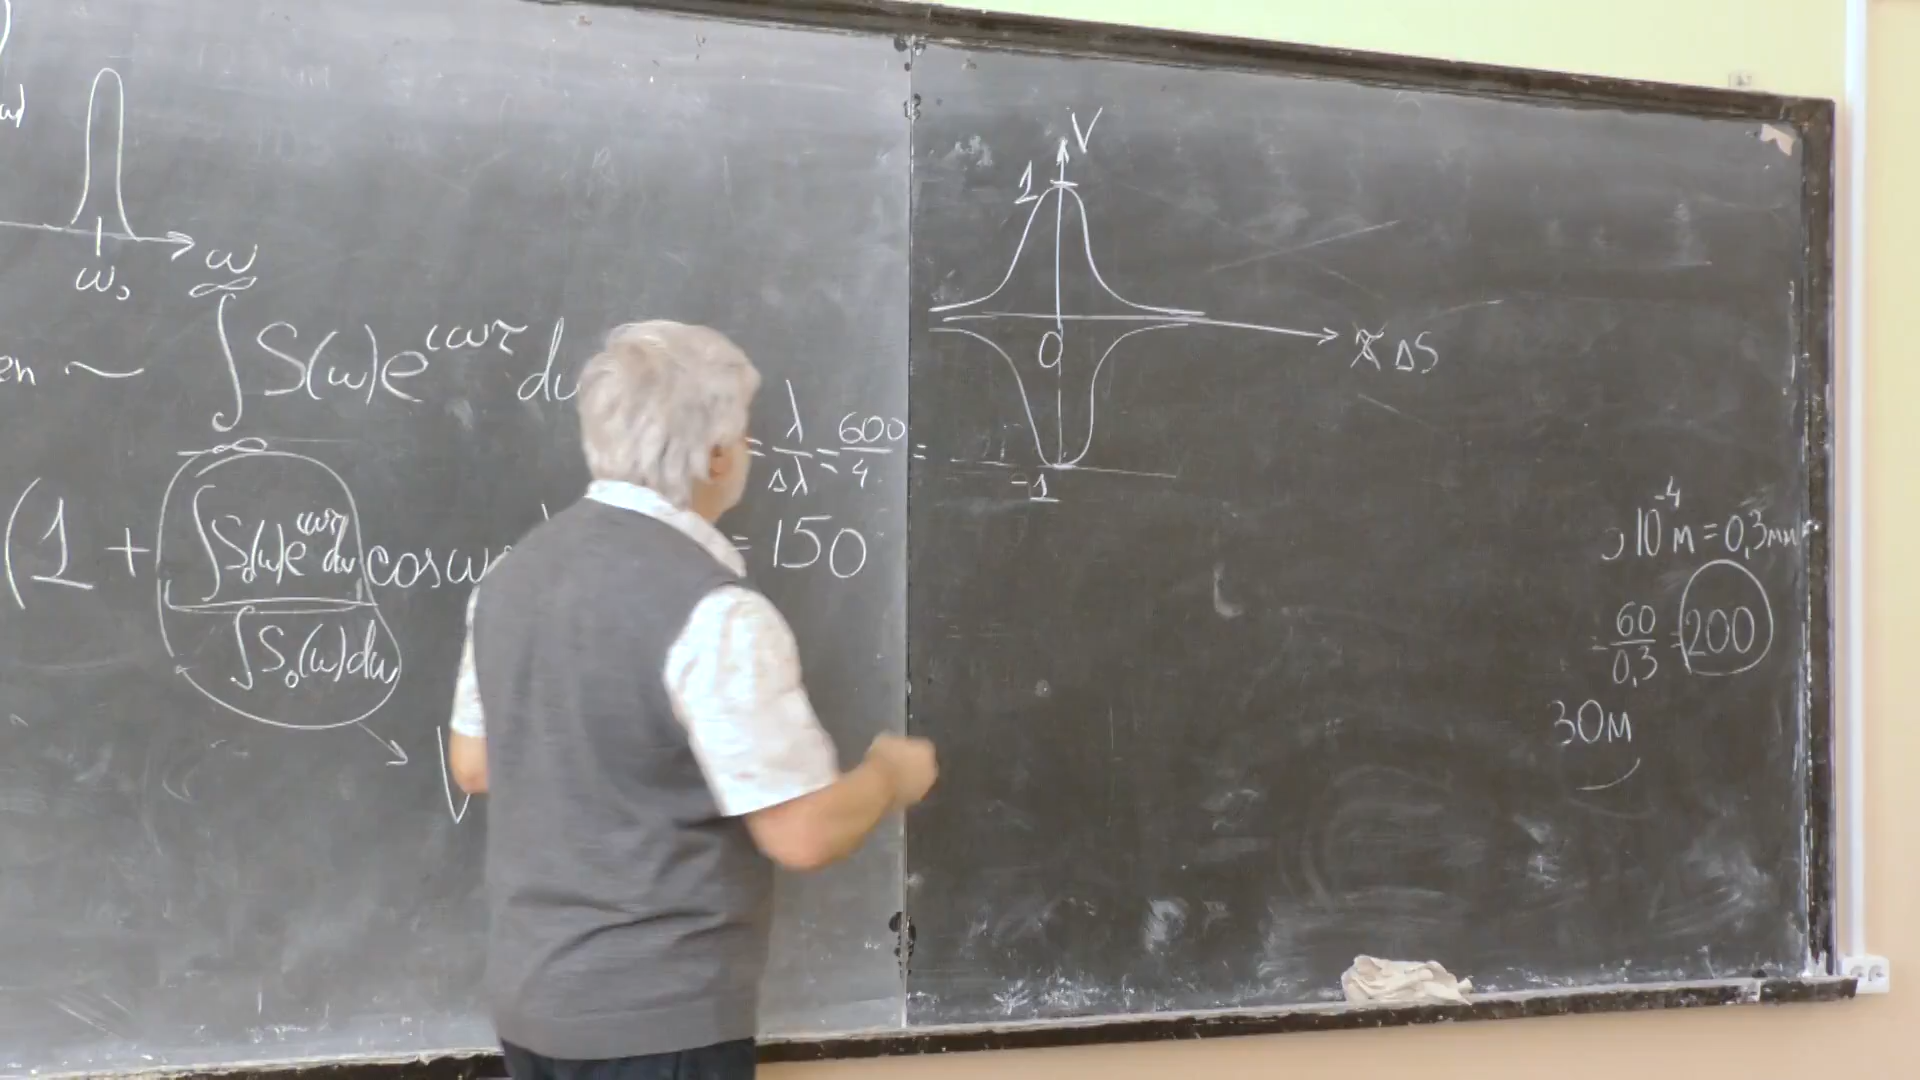 ω₀
ω
∞
∫ S(ω)e^{iωτ} dω
-∞
en ~
= λ/Δλ = 600/4 =
= 150
(1 + ∫S₀(ω)e^{iωτ}dω / ∫S₀(ω)dω cosω
V
V
1
0
ΔS
-1
10⁻⁴ м = 0,3мм
60/0,3 = 200
30м